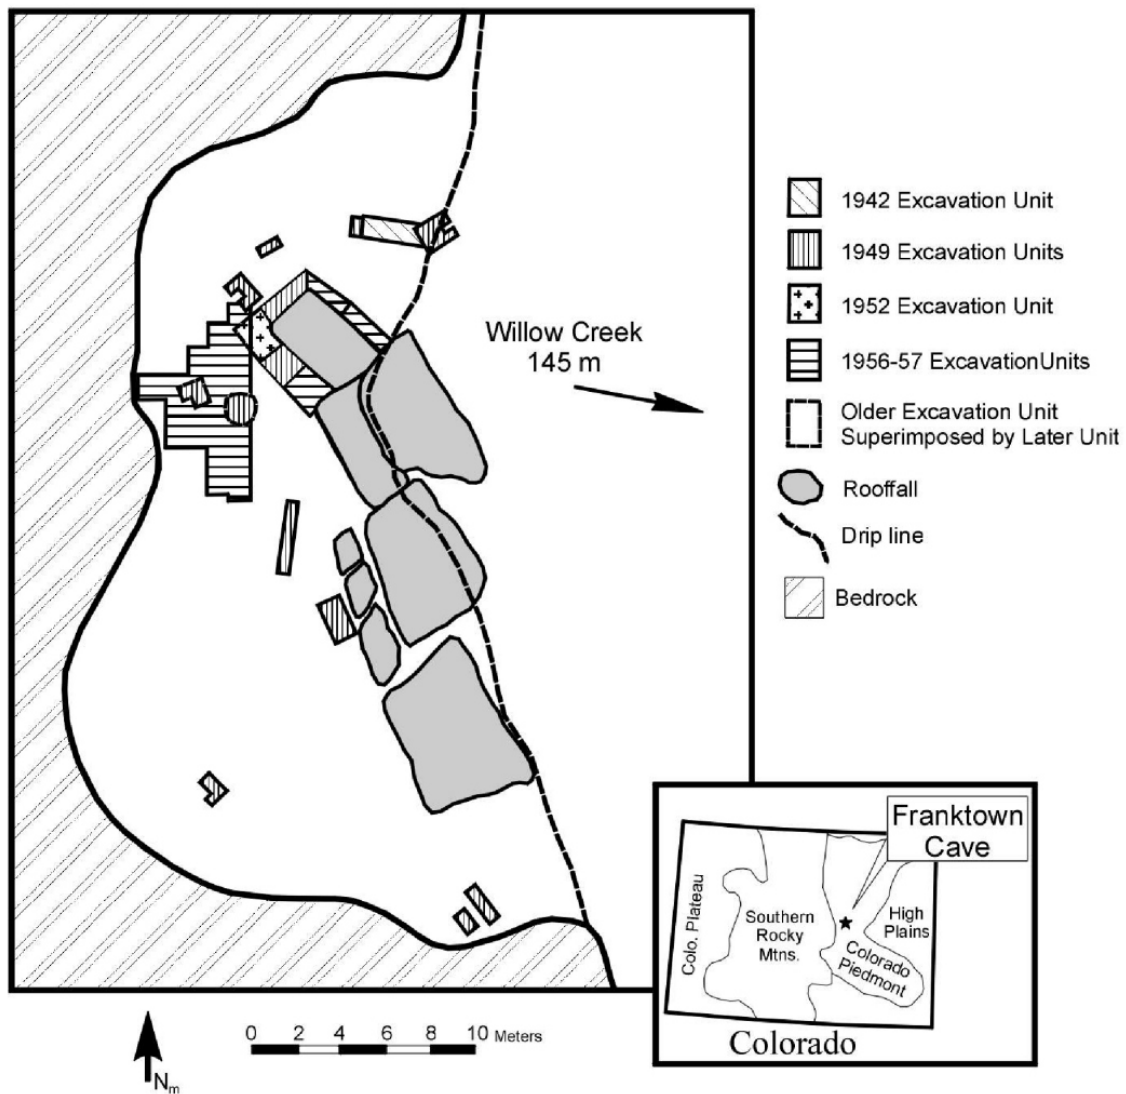 1942 Excavation Unit
1949 Excavation Units
1952 Excavation Unit
1956-57 ExcavationUnits
Older Excavation Unit
Superimposed by Later Unit
Rooffall
Drip line
Bedrock
Willow Creek
145 m
Franktown
Cave
Colo. Plateau
Southern
Rocky
Mtns.
High
Plains
Colorado
Piedmont
Colorado
0 2 4 6 8 10 Meters
Nm